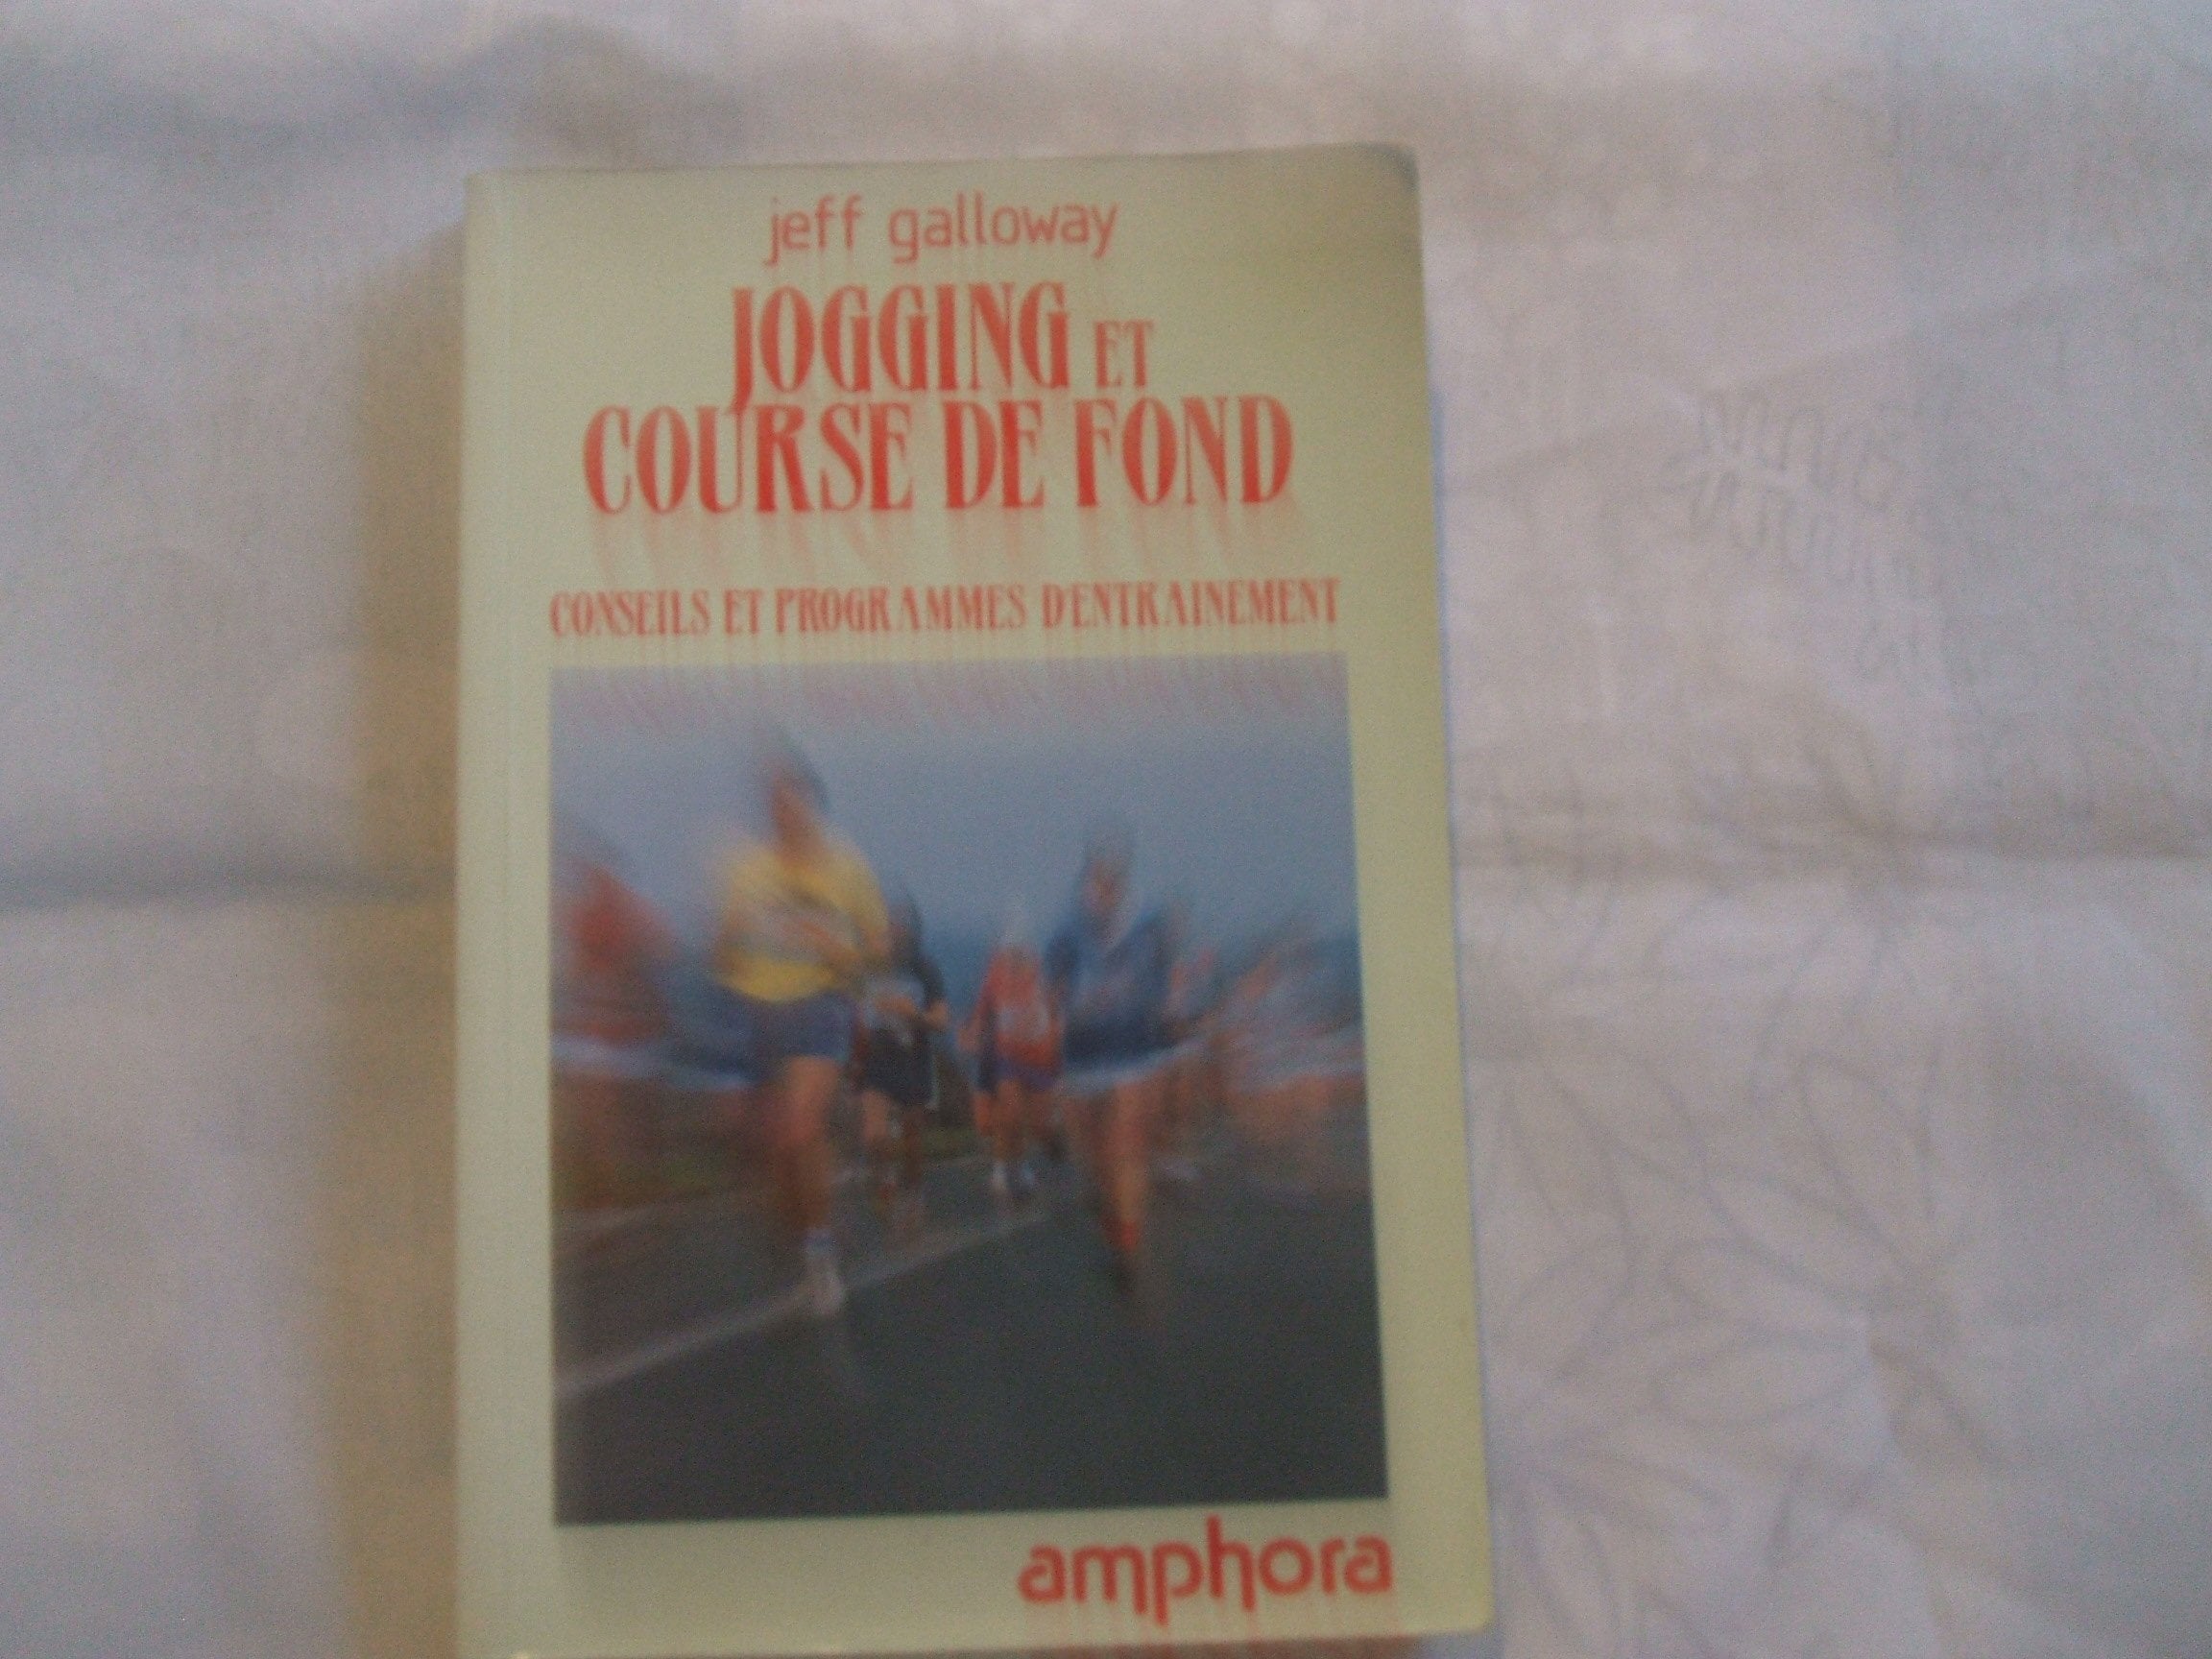 jeff galloway
JOGGING ET
COURSE DE FOND
CONSEILS ET PROGRAMMES D'ENTRAINEMENT
amphora